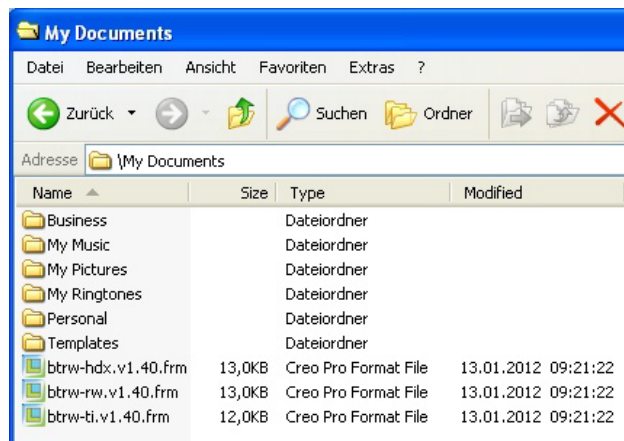 My Documents
Datei Bearbeiten Ansicht Favoriten Extras ?
Zurück Suchen Ordner
Adresse \My Documents
Name Size Type Modified
Business Dateiordner
My Music Dateiordner
My Pictures Dateiordner
My Ringtones Dateiordner
Personal Dateiordner
Templates Dateiordner
btrw-hdx.v1.40.frm 13,0KB Creo Pro Format File 13.01.2012 09:21:22
btrw-rw.v1.40.frm 13,0KB Creo Pro Format File 13.01.2012 09:21:22
btrw-ti.v1.40.frm 12,0KB Creo Pro Format File 13.01.2012 09:21:22